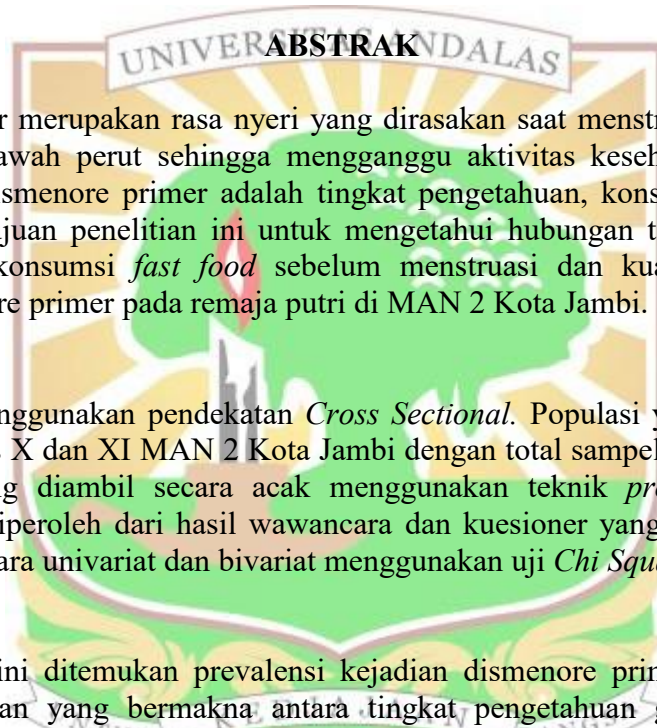 ABSTRAK
UNIVERSITAS ANDALAS
r merupakan rasa nyeri yang dirasakan saat menstr
awah perut sehingga mengganggu aktivitas keseh
ismenore primer adalah tingkat pengetahuan, kons
juan penelitian ini untuk mengetahui hubungan t
konsumsi fast food sebelum menstruasi dan kua
re primer pada remaja putri di MAN 2 Kota Jambi.
nggunakan pendekatan Cross Sectional. Populasi y
s X dan XI MAN 2 Kota Jambi dengan total sampel
ng diambil secara acak menggunakan teknik pr
iperoleh dari hasil wawancara dan kuesioner yang
ara univariat dan bivariat menggunakan uji Chi Squ
ini ditemukan prevalensi kejadian dismenore prim
an yang bermakna antara tingkat pengetahuan